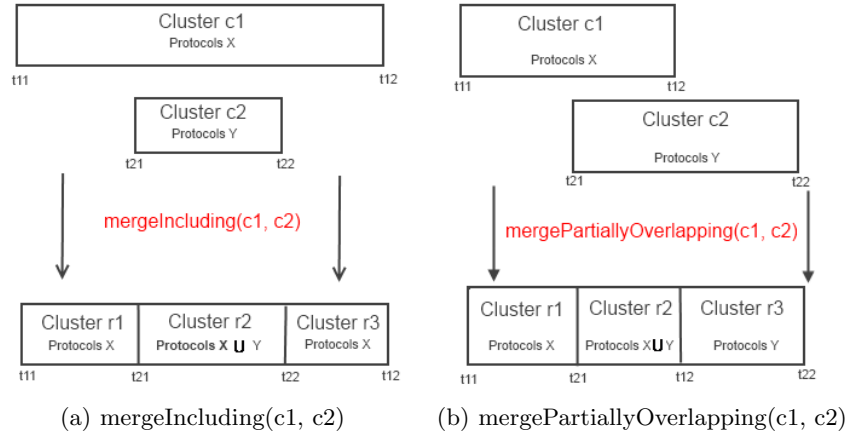 Cluster c1
Protocols X
t11
t12
Cluster c2
Protocols Y
t21
t22
mergeIncluding(c1, c2)
Cluster r1
Protocols X
Cluster r2
Protocols X U Y
Cluster r3
Protocols X
t11
t21
t22
t12
(a) mergeIncluding(c1, c2)
Cluster c1
Protocols X
t11
t12
Cluster c2
Protocols Y
t21
t22
mergePartiallyOverlapping(c1, c2)
Cluster r1
Protocols X
Cluster r2
Protocols X U Y
Cluster r3
Protocols Y
t11
t21
t12
t22
(b) mergePartiallyOverlapping(c1, c2)